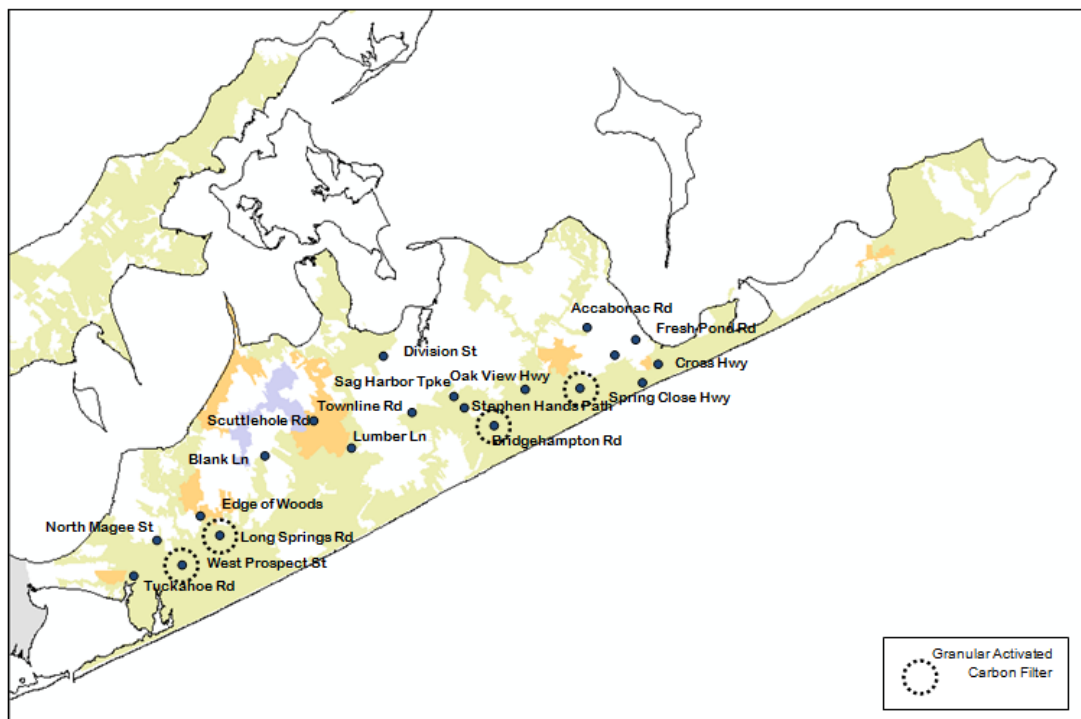 Accabonac Rd
Fresh Pond Rd
Division St
Cross Hwy
Oak View Hwy
Sag Harbor Tpke
Spring Close Hwy
Townline Rd
Stephen Hands Path
Scuttlehole Rd
Bridgehampton Rd
Lumber Ln
Blank Ln
Edge of Woods
North Magee St
Long Springs Rd
West Prospect St
Tuckahoe Rd
Granular Activated
Carbon Filter